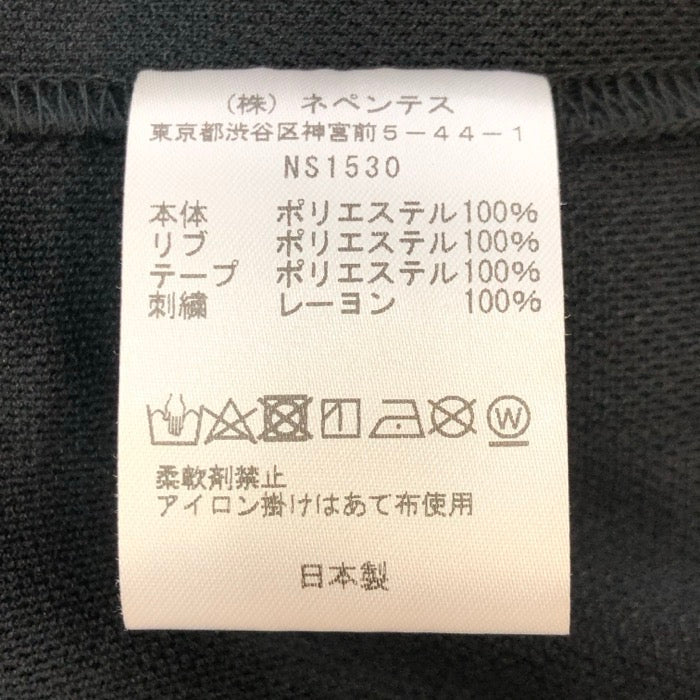 (株) ネペンテス
東京都渋谷区神宮前5-44-1
NS1530
本体 ポリエステル100%
リブ ポリエステル100%
テープ ポリエステル100%
刺繍 レーヨン 100%
W
柔軟剤禁止
アイロン掛けはあて布使用
日本製